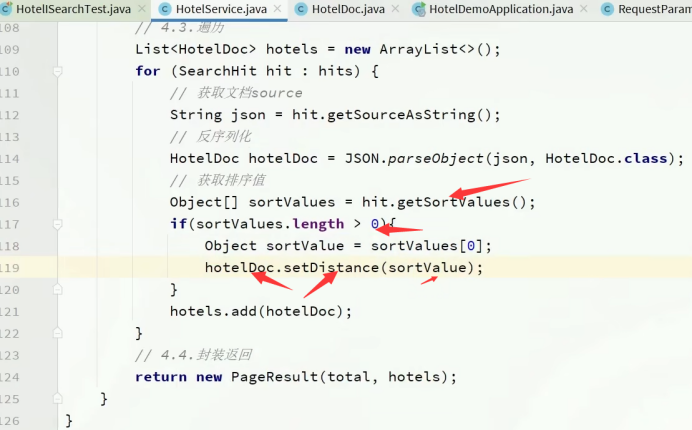 HotelISearchTest.java HotelService.java HotelDoc.java HotelDemoApplication.java RequestParam
108 // 4.3.遍历
109 List<HotelDoc> hotels = new ArrayList<>();
110 for (SearchHit hit : hits) {
111 // 获取文档source
112 String json = hit.getSourceAsString();
113 // 反序列化
114 HotelDoc hotelDoc = JSON.parseObject(json, HotelDoc.class);
115 // 获取排序值
116 Object[] sortValues = hit.getSortValues();
117 if(sortValues.length > 0){
118 Object sortValue = sortValues[0];
119 hotelDoc.setDistance(sortValue);
120 }
121 hotels.add(hotelDoc);
122 }
123 // 4.4.封装返回
124 return new PageResult(total, hotels);
125 }
126 }